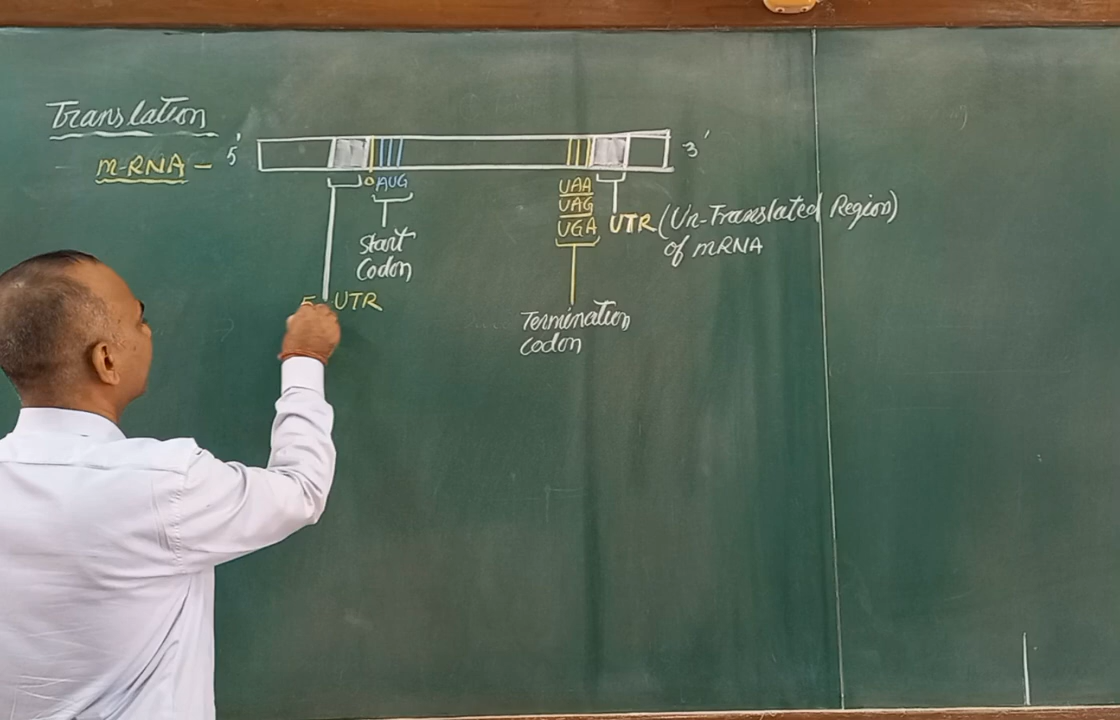 Translation
m-RNA -
5'
3'
AUG
Start
Codon
UAA
UAG
UGA
UTR (Un-Translated Region)
of mRNA
5 UTR
Termination
Codon